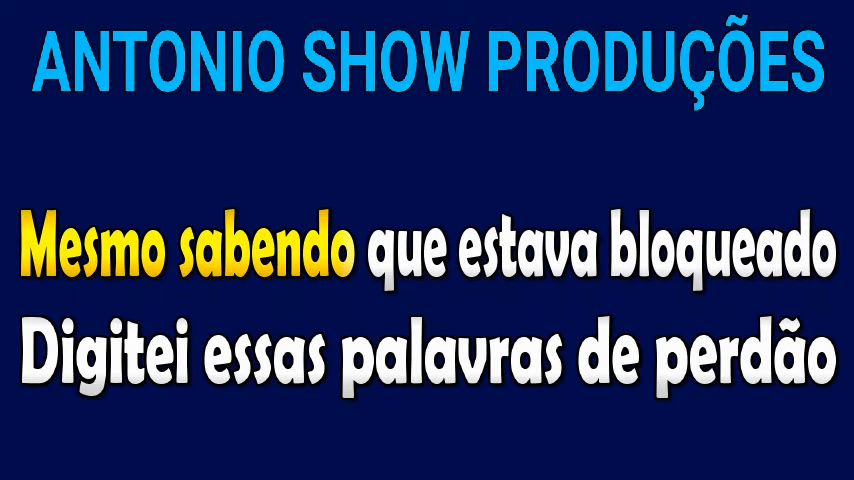 ANTONIO SHOW PRODUÇÕES
Mesmo sabendo que estava bloqueado
Digitei essas palavras de perdão